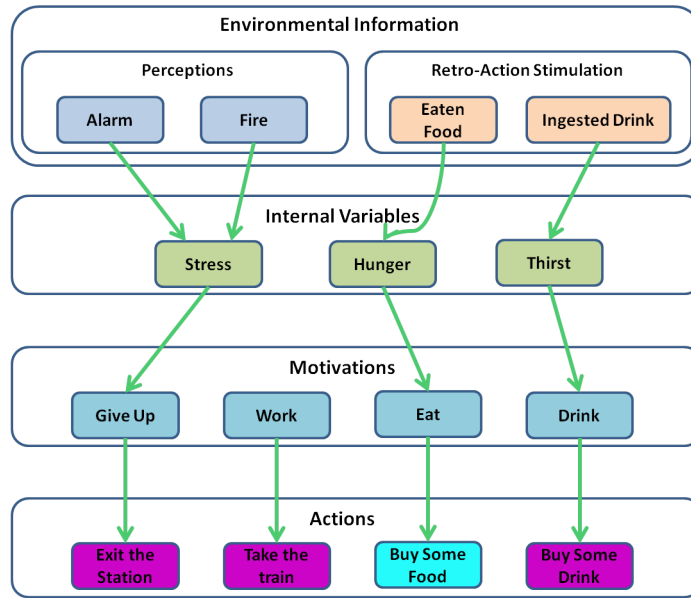 Environmental Information
Perceptions
Retro-Action Stimulation
Alarm
Fire
Eaten
Food
Ingested Drink
Internal Variables
Stress
Hunger
Thirst
Motivations
Give Up
Work
Eat
Drink
Actions
Exit the
Station
Take the
train
Buy Some
Food
Buy Some
Drink